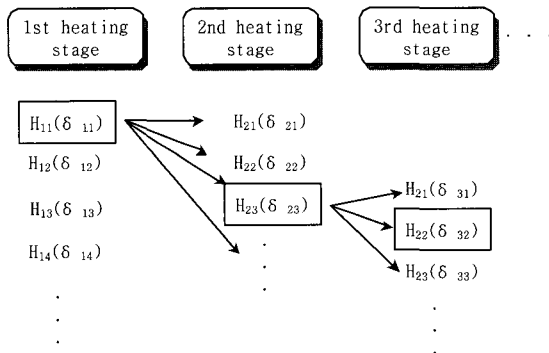 1st heating
stage
2nd heating
stage
3rd heating
stage
. . .
H₁₁(δ ₁₁)
H₁₂(δ ₁₂)
H₁₃(δ ₁₃)
H₁₄(δ ₁₄)
H₂₁(δ ₂₁)
H₂₂(δ ₂₂)
H₂₃(δ ₂₃)
H₂₁(δ ₃₁)
H₂₂(δ ₃₂)
H₂₃(δ ₃₃)